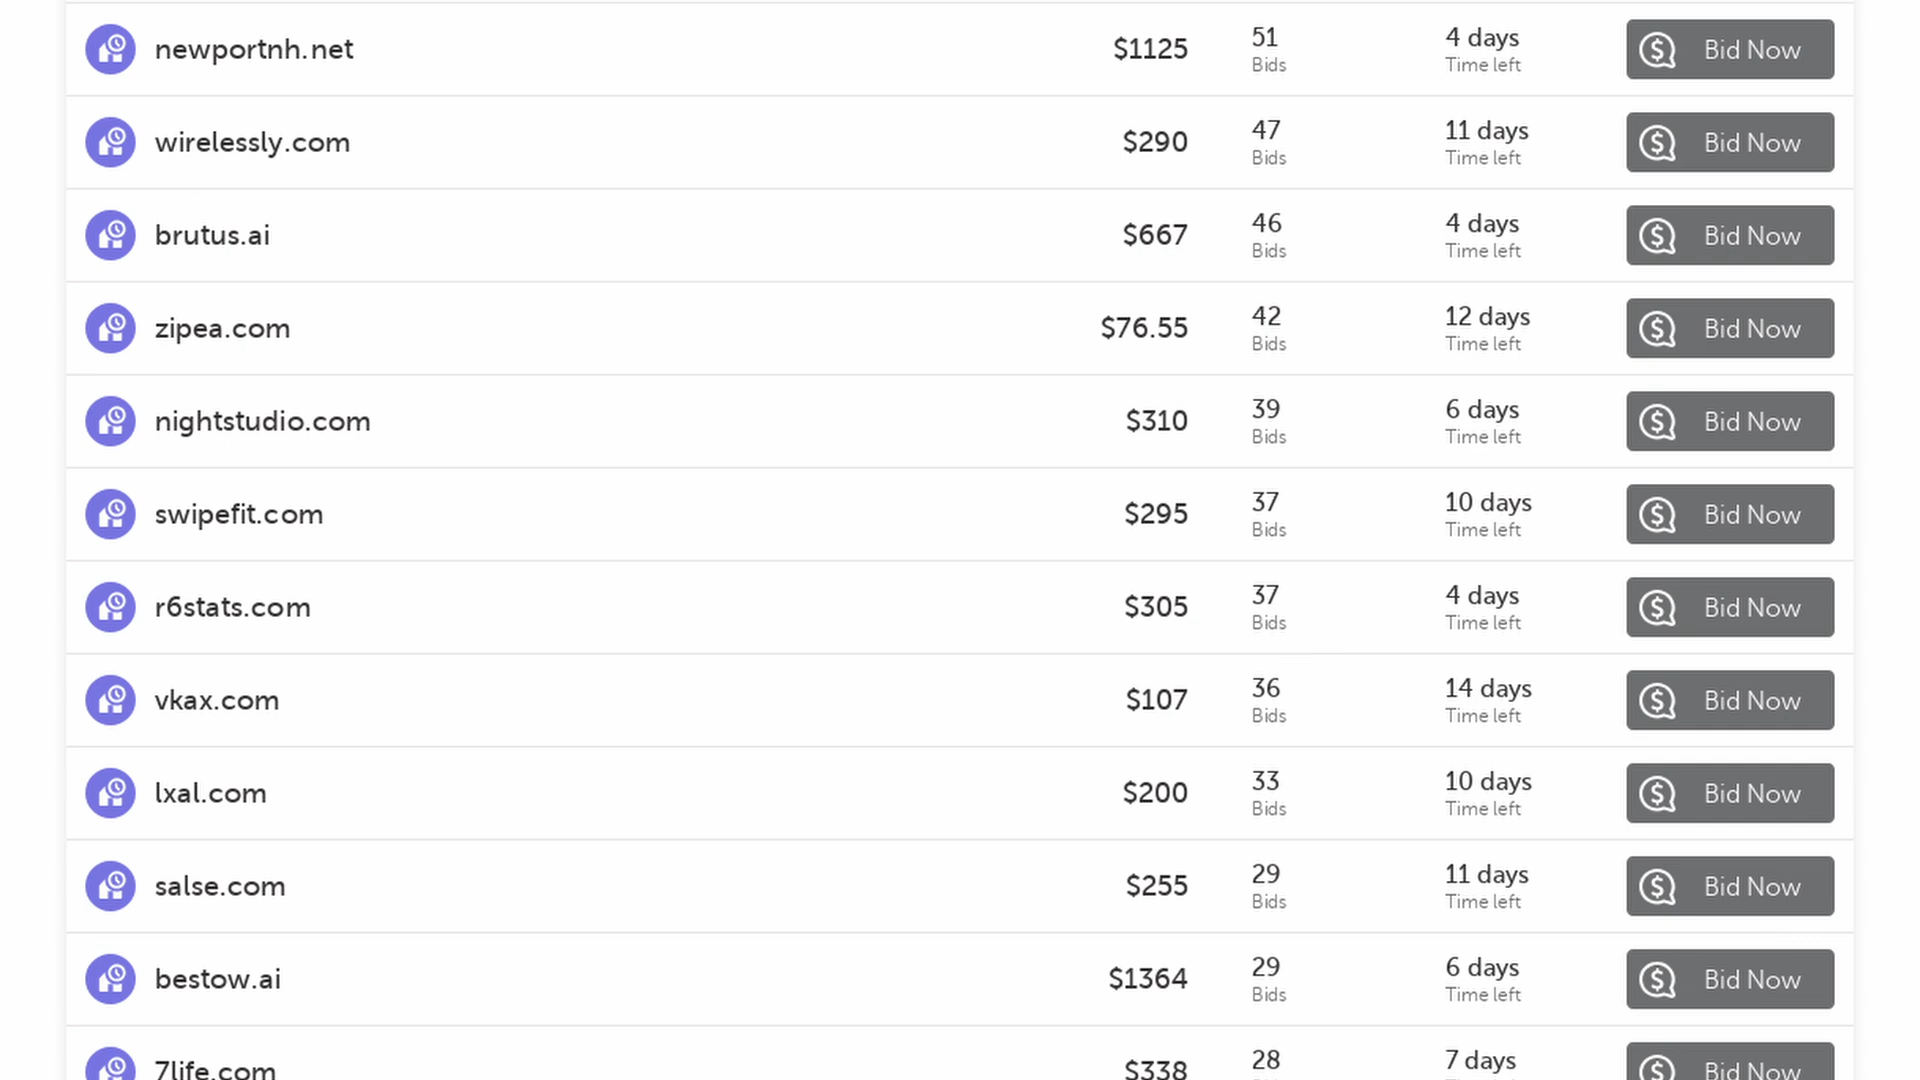 newportnh.net $1125 51 Bids 4 days Time left Bid Now
wirelessly.com $290 47 Bids 11 days Time left Bid Now
brutus.ai $667 46 Bids 4 days Time left Bid Now
zipea.com $76.55 42 Bids 12 days Time left Bid Now
nightstudio.com $310 39 Bids 6 days Time left Bid Now
swipefit.com $295 37 Bids 10 days Time left Bid Now
r6stats.com $305 37 Bids 4 days Time left Bid Now
vkax.com $107 36 Bids 14 days Time left Bid Now
lxal.com $200 33 Bids 10 days Time left Bid Now
salse.com $255 29 Bids 11 days Time left Bid Now
bestow.ai $1364 29 Bids 6 days Time left Bid Now
7life.com $338 28 7 days Bid Now